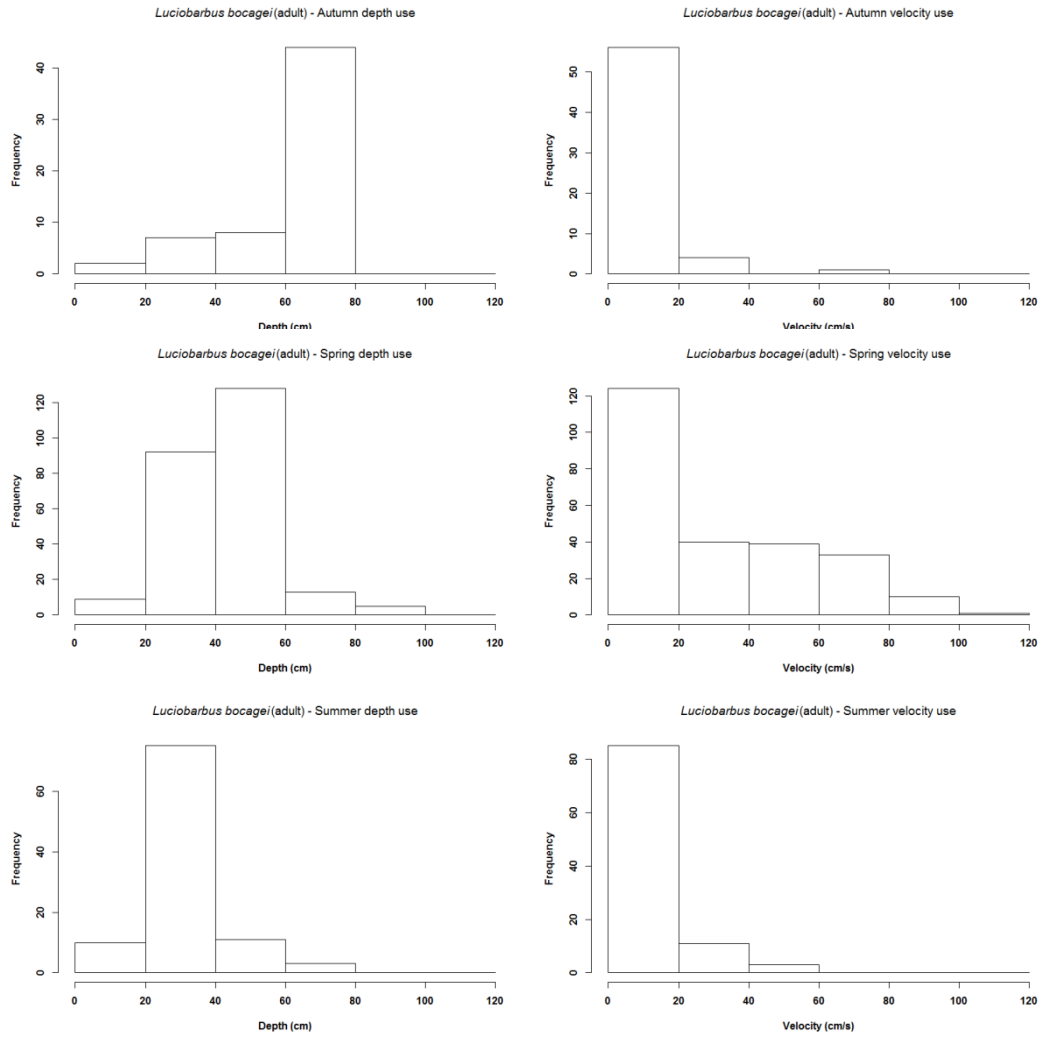 Luciobarbus bocagei (adult) - Autumn depth use
Frequency
0 10 20 30 40
0 20 40 60 80 100 120
Depth (cm)
Luciobarbus bocagei (adult) - Autumn velocity use
Frequency
0 10 20 30 40 50
0 20 40 60 80 100 120
Velocity (cm/s)
Luciobarbus bocagei (adult) - Spring depth use
Frequency
0 20 40 60 80 100 120
0 20 40 60 80 100 120
Depth (cm)
Luciobarbus bocagei (adult) - Spring velocity use
Frequency
0 20 40 60 80 100 120
0 20 40 60 80 100 120
Velocity (cm/s)
Luciobarbus bocagei (adult) - Summer depth use
Frequency
0 20 40 60
0 20 40 60 80 100 120
Depth (cm)
Luciobarbus bocagei (adult) - Summer velocity use
Frequency
0 20 40 60 80
0 20 40 60 80 100 120
Velocity (cm/s)